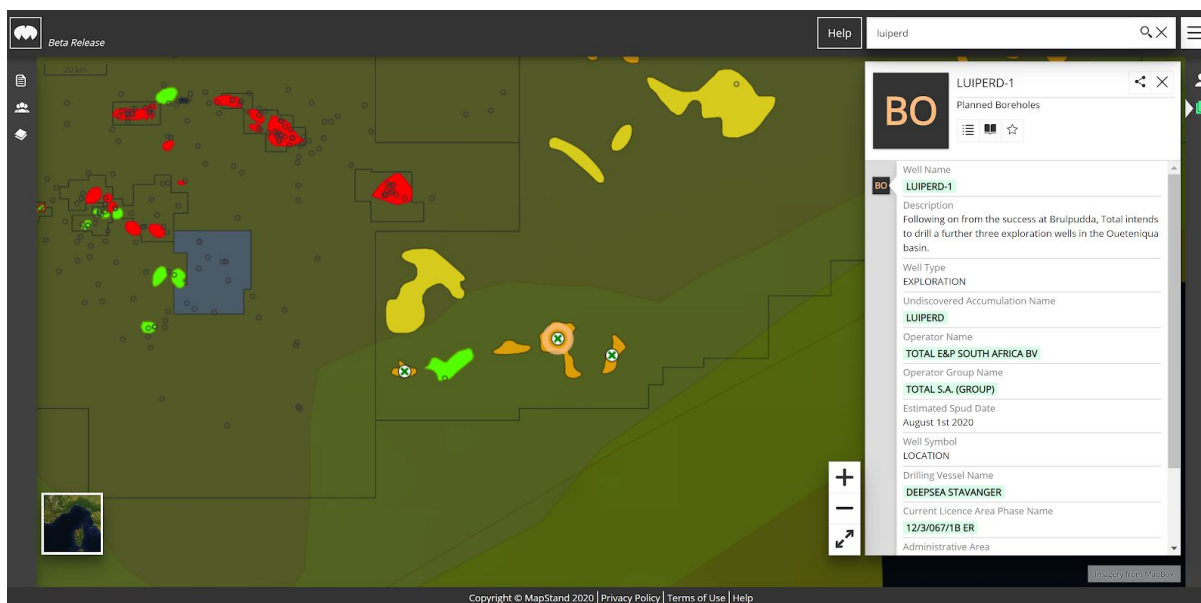 Beta Release
Help
luiperd
20 km
BO
LUIPERD-1
Planned Boreholes
BO
Well Name
LUIPERD-1
Description
Following on from the success at Brulpudda, Total intends
to drill a further three exploration wells in the Oueteniqua
basin.
Well Type
EXPLORATION
Undiscovered Accumulation Name
LUIPERD
Operator Name
TOTAL E&P SOUTH AFRICA BV
Operator Group Name
TOTAL S.A. (GROUP)
Estimated Spud Date
August 1st 2020
Well Symbol
LOCATION
Drilling Vessel Name
DEEPSEA STAVANGER
Current Licence Area Phase Name
12/3/067/1B ER
Administrative Area
Imagery from MapBox
Copyright © MapStand 2020 | Privacy Policy | Terms of Use | Help